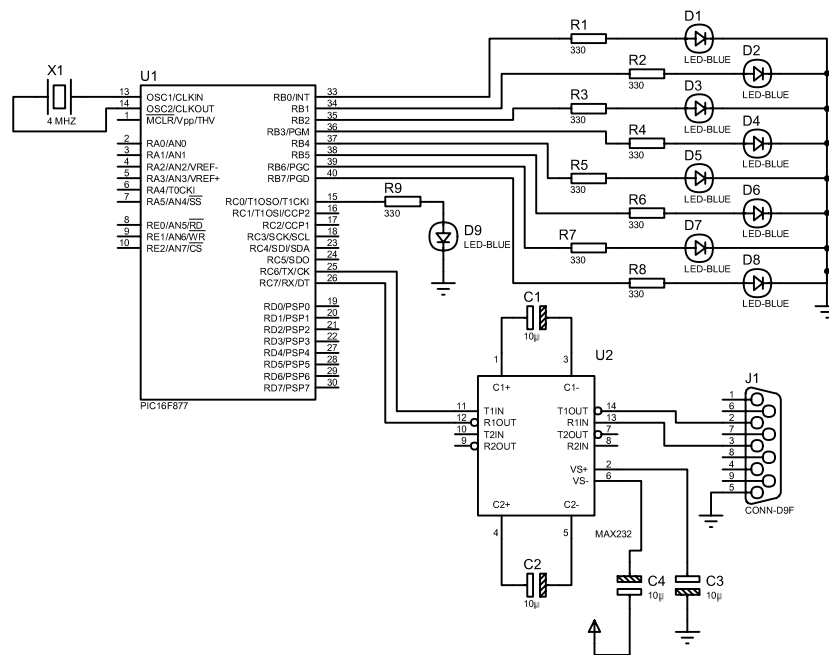 R1
330
D1
LED-BLUE
R2
330
D2
LED-BLUE
R3
330
D3
LED-BLUE
R4
330
D4
LED-BLUE
R5
330
D5
LED-BLUE
R6
330
D6
LED-BLUE
R7
330
D7
LED-BLUE
R8
330
D8
LED-BLUE
X1
4 MHZ
U1
13 OSC1/CLKIN
14 OSC2/CLKOUT
1 MCLR/Vpp/THV
2 RA0/AN0
3 RA1/AN1
4 RA2/AN2/VREF-
5 RA3/AN3/VREF+
6 RA4/T0CKI
7 RA5/AN4/SS
8 RE0/AN5/RD
9 RE1/AN6/WR
10 RE2/AN7/CS
RB0/INT 33
RB1 34
RB2 35
RB3/PGM 36
RB4 37
RB5 38
RB6/PGC 39
RB7/PGD 40
RC0/T1OSO/T1CKI 15
RC1/T1OSI/CCP2 16
RC2/CCP1 17
RC3/SCK/SCL 18
RC4/SDI/SDA 23
RC5/SDO 24
RC6/TX/CK 25
RC7/RX/DT 26
RD0/PSP0 19
RD1/PSP1 20
RD2/PSP2 21
RD3/PSP3 22
RD4/PSP4 27
RD5/PSP5 28
RD6/PSP6 29
RD7/PSP7 30
PIC16F877
R9
330
D9
LED-BLUE
C1
10µ
U2
1 3
C1+ C1-
11 T1IN
12 R1OUT
10 T2IN
9 R2OUT
T1OUT 14
R1IN 13
T2OUT 7
R2IN 8
VS+ 2
VS- 6
C2+ C2-
4 5
MAX232
C2
10µ
C4
10µ
C3
10µ
J1
1
6
2
7
3
8
4
9
5
CONN-D9F